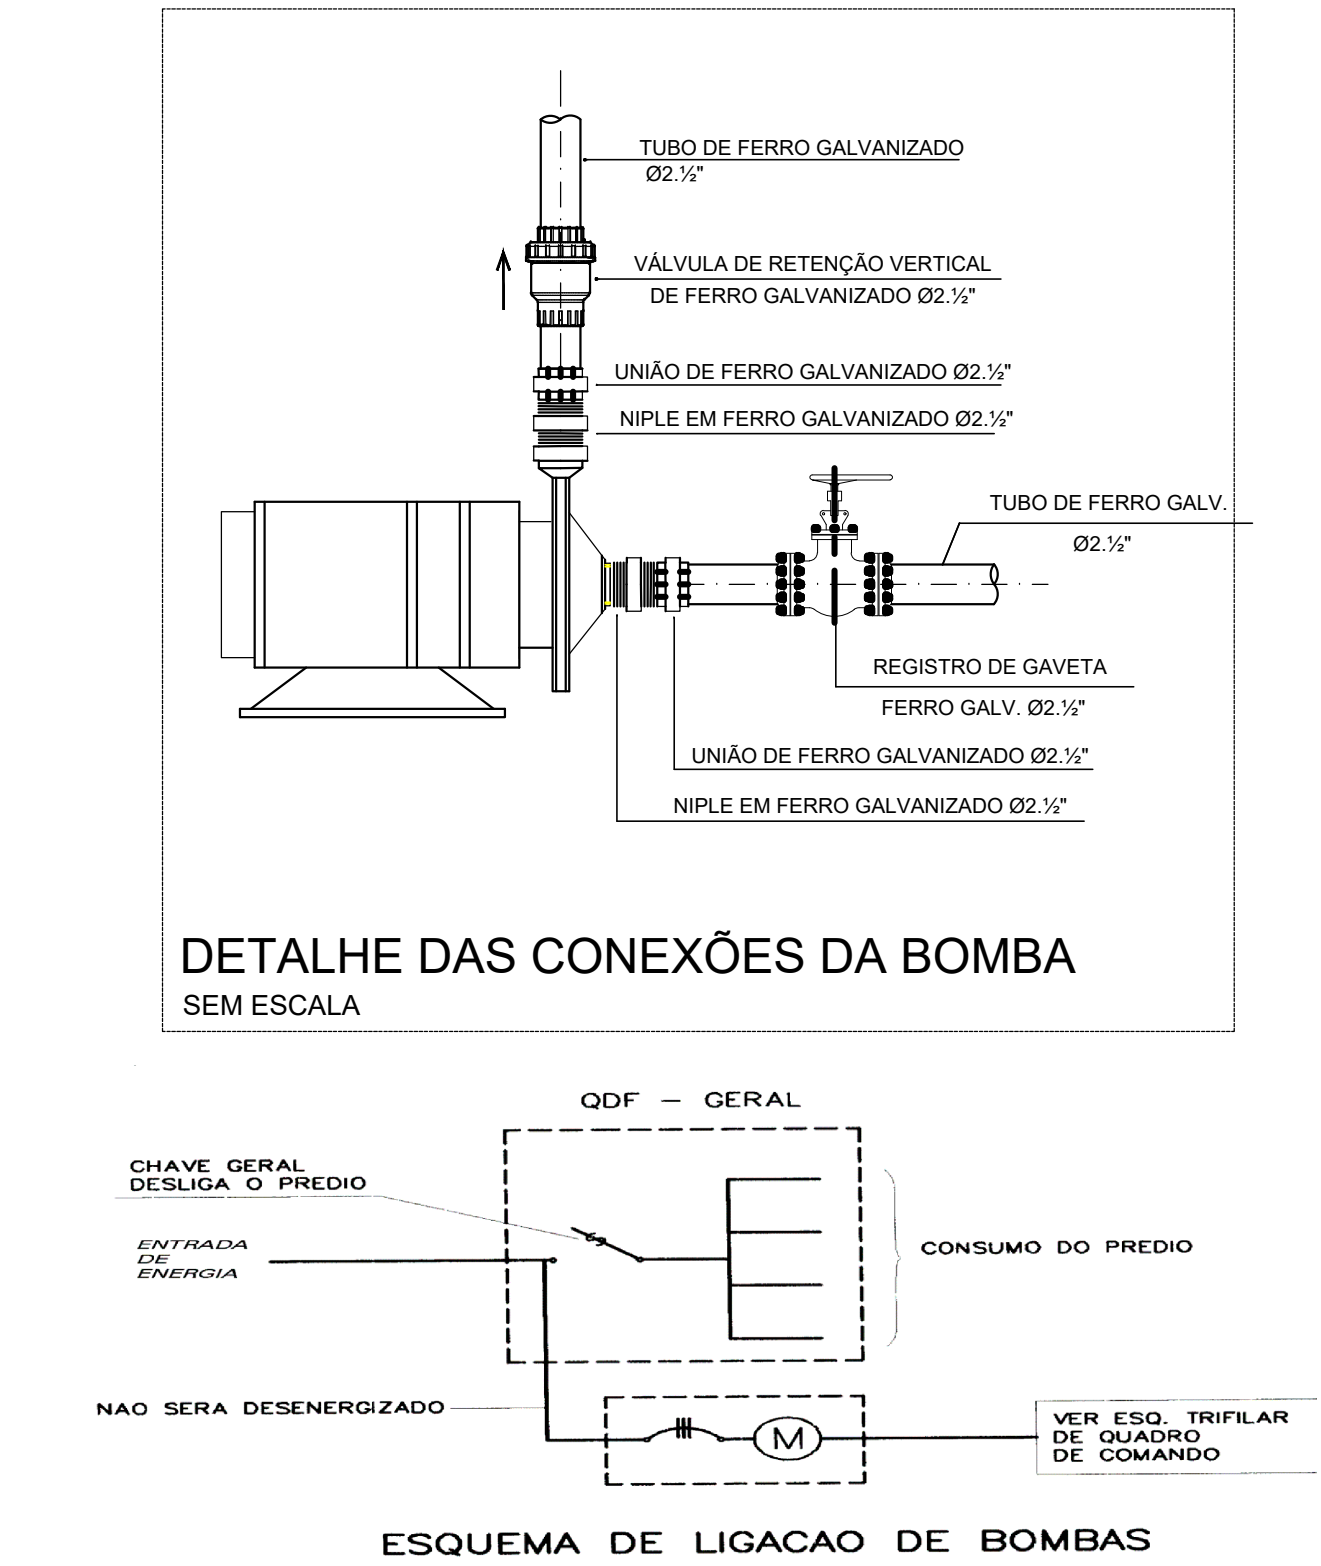 TUBO DE FERRO GALVANIZADO
Ø2.½"
VÁLVULA DE RETENÇÃO VERTICAL
DE FERRO GALVANIZADO Ø2.½"
UNIÃO DE FERRO GALVANIZADO Ø2.½"
NIPLE EM FERRO GALVANIZADO Ø2.½"
TUBO DE FERRO GALV.
Ø2.½"
REGISTRO DE GAVETA
FERRO GALV. Ø2.½"
UNIÃO DE FERRO GALVANIZADO Ø2.½"
NIPLE EM FERRO GALVANIZADO Ø2.½"
DETALHE DAS CONEXÕES DA BOMBA
SEM ESCALA
QDF – GERAL
CHAVE GERAL
DESLIGA O PREDIO
ENTRADA
DE
ENERGIA
CONSUMO DO PREDIO
NAO SERA DESENERGIZADO
M
VER ESQ. TRIFILAR
DE QUADRO
DE COMANDO
ESQUEMA DE LIGACAO DE BOMBAS